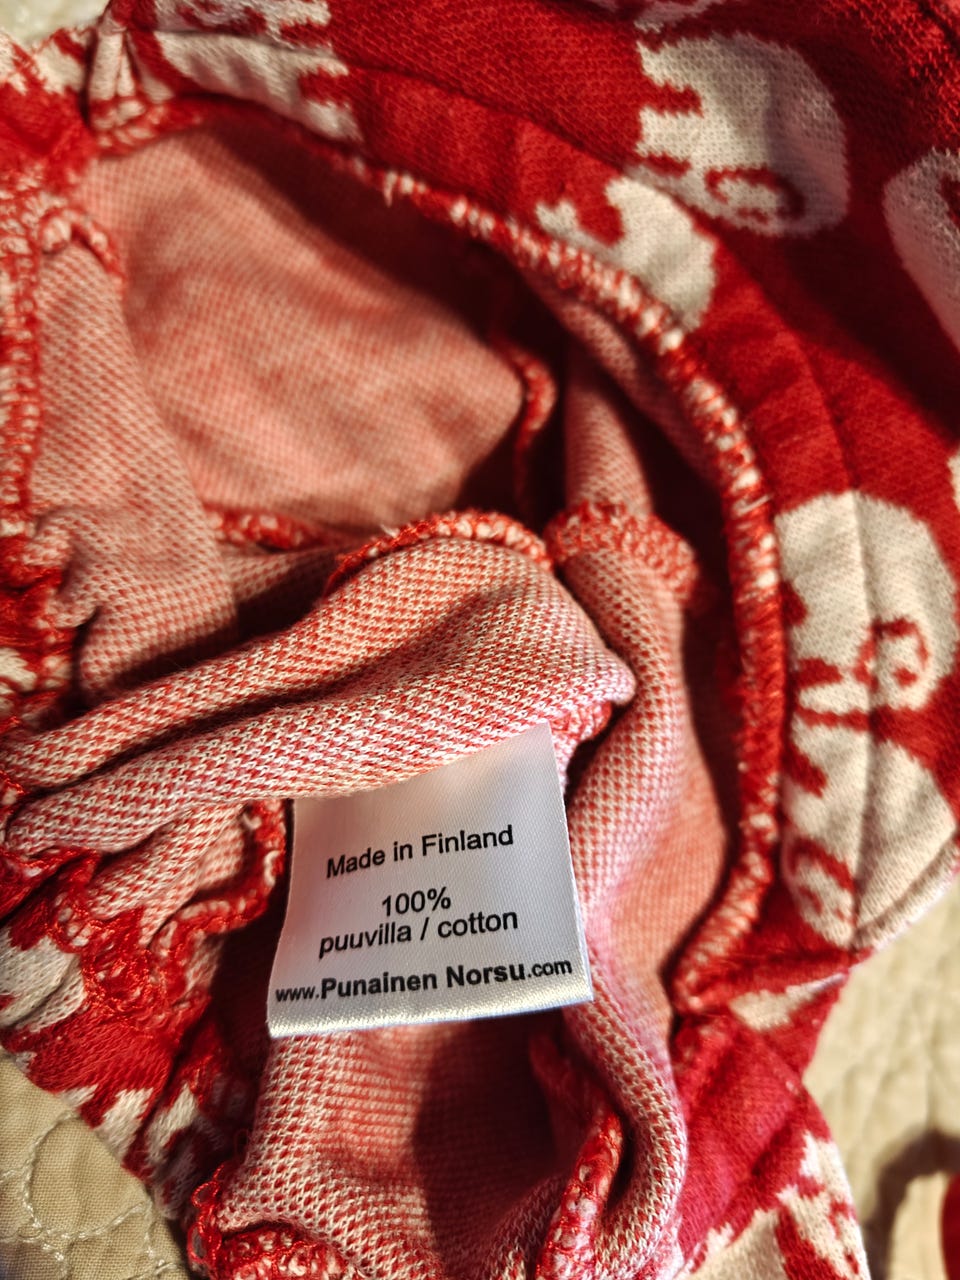 Made in Finland
100%
puuvilla / cotton
www.Punainen Norsu.com